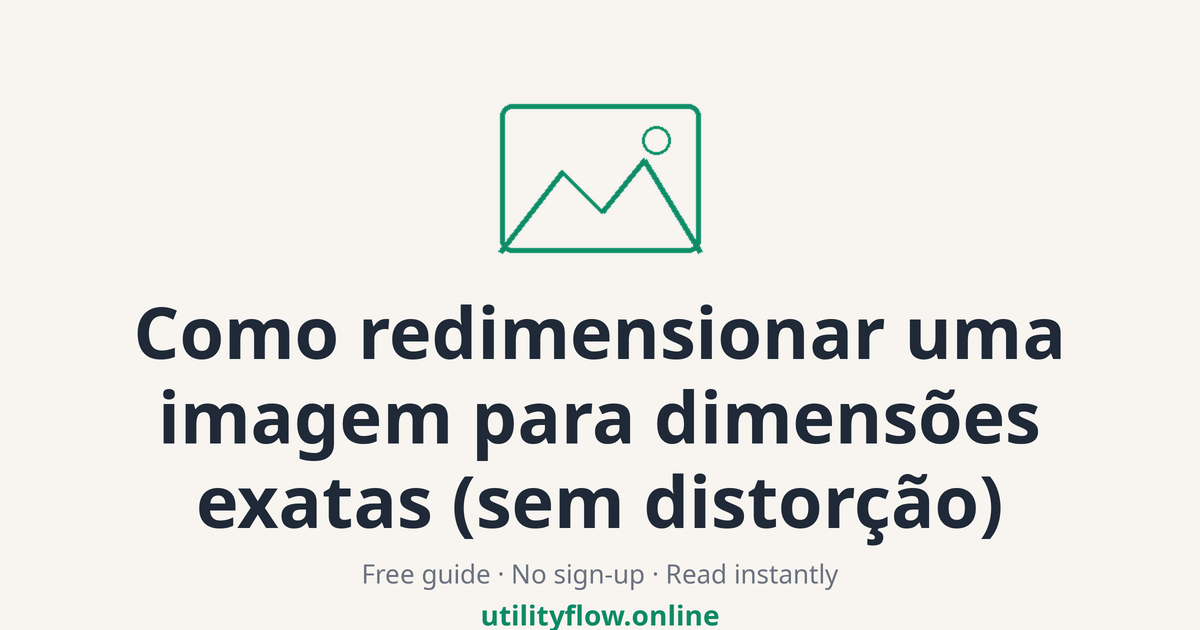 Como redimensionar uma
imagem para dimensões
exatas (sem distorção)
Free guide · No sign-up · Read instantly
utilityflow.online